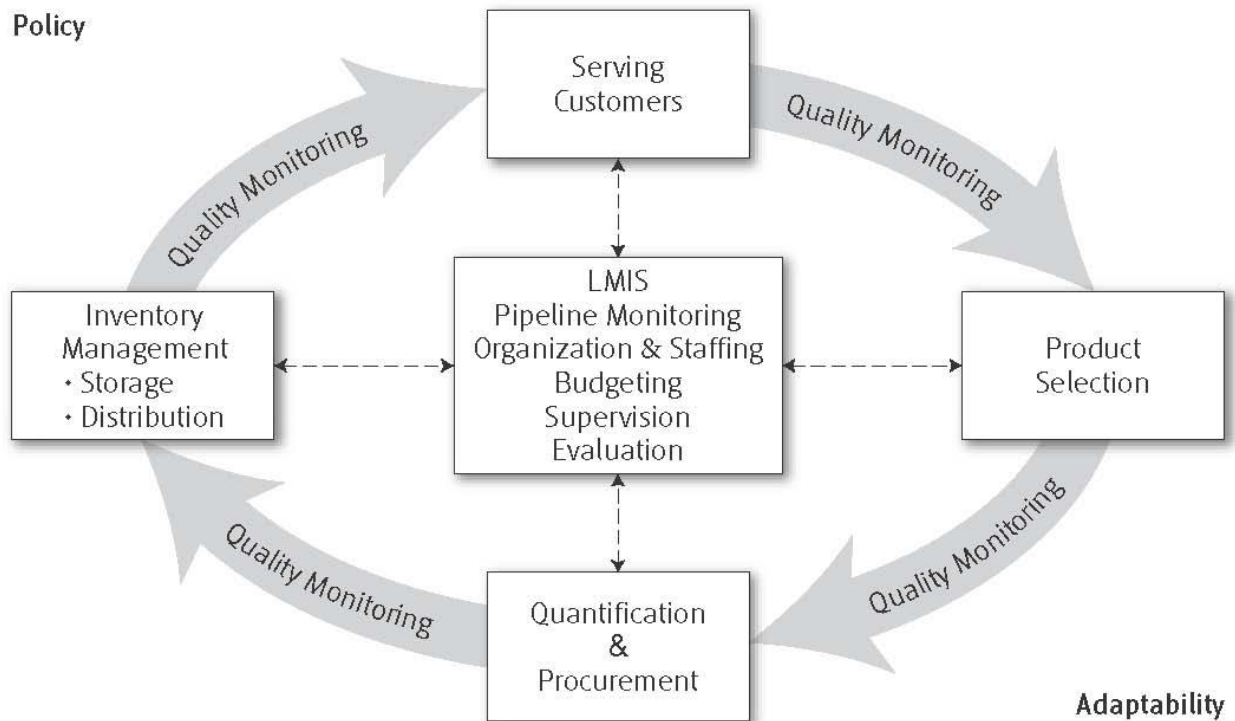 Policy
Serving
Customers
Quality Monitoring
Quality Monitoring
Inventory
Management
· Storage
· Distribution
LMIS
Pipeline Monitoring
Organization & Staffing
Budgeting
Supervision
Evaluation
Product
Selection
Quality Monitoring
Quality Monitoring
Quantification
&
Procurement
Adaptability